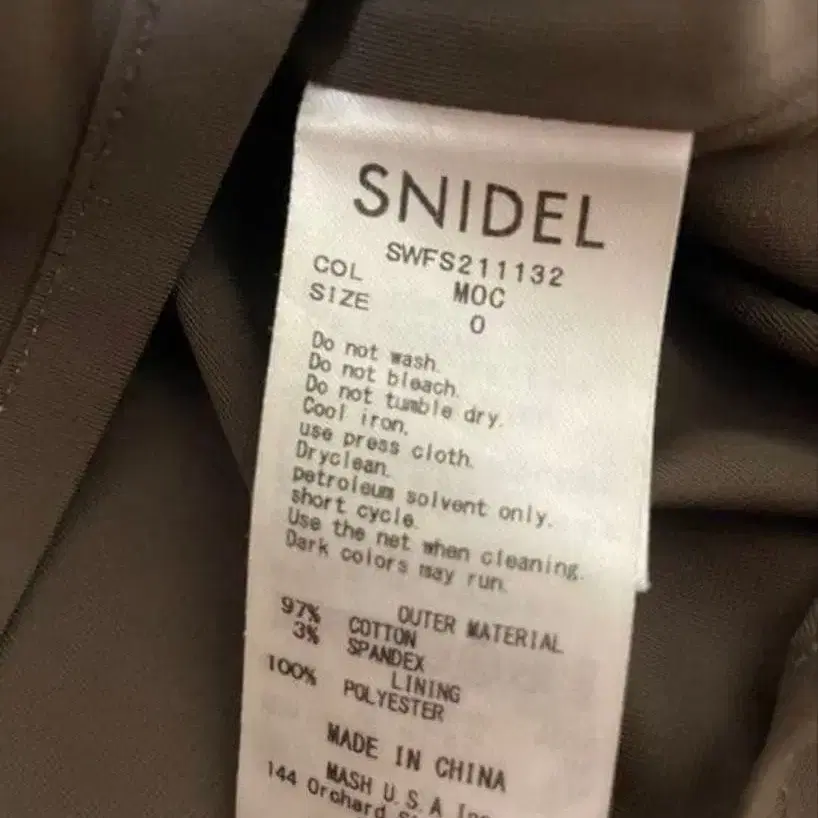 SNIDEL
SWFS211132
COL MOC
SIZE 0
Do not wash.
Do not bleach.
Do not tumble dry.
Cool iron.
use press cloth.
Dryclean.
petroleum solvent only.
short cycle.
Use the net when cleaning.
Dark colors may run.
OUTER MATERIAL
97% COTTON
3% SPANDEX
LINING
100% POLYESTER
MADE IN CHINA
MASH U.S.A
144 Orchard